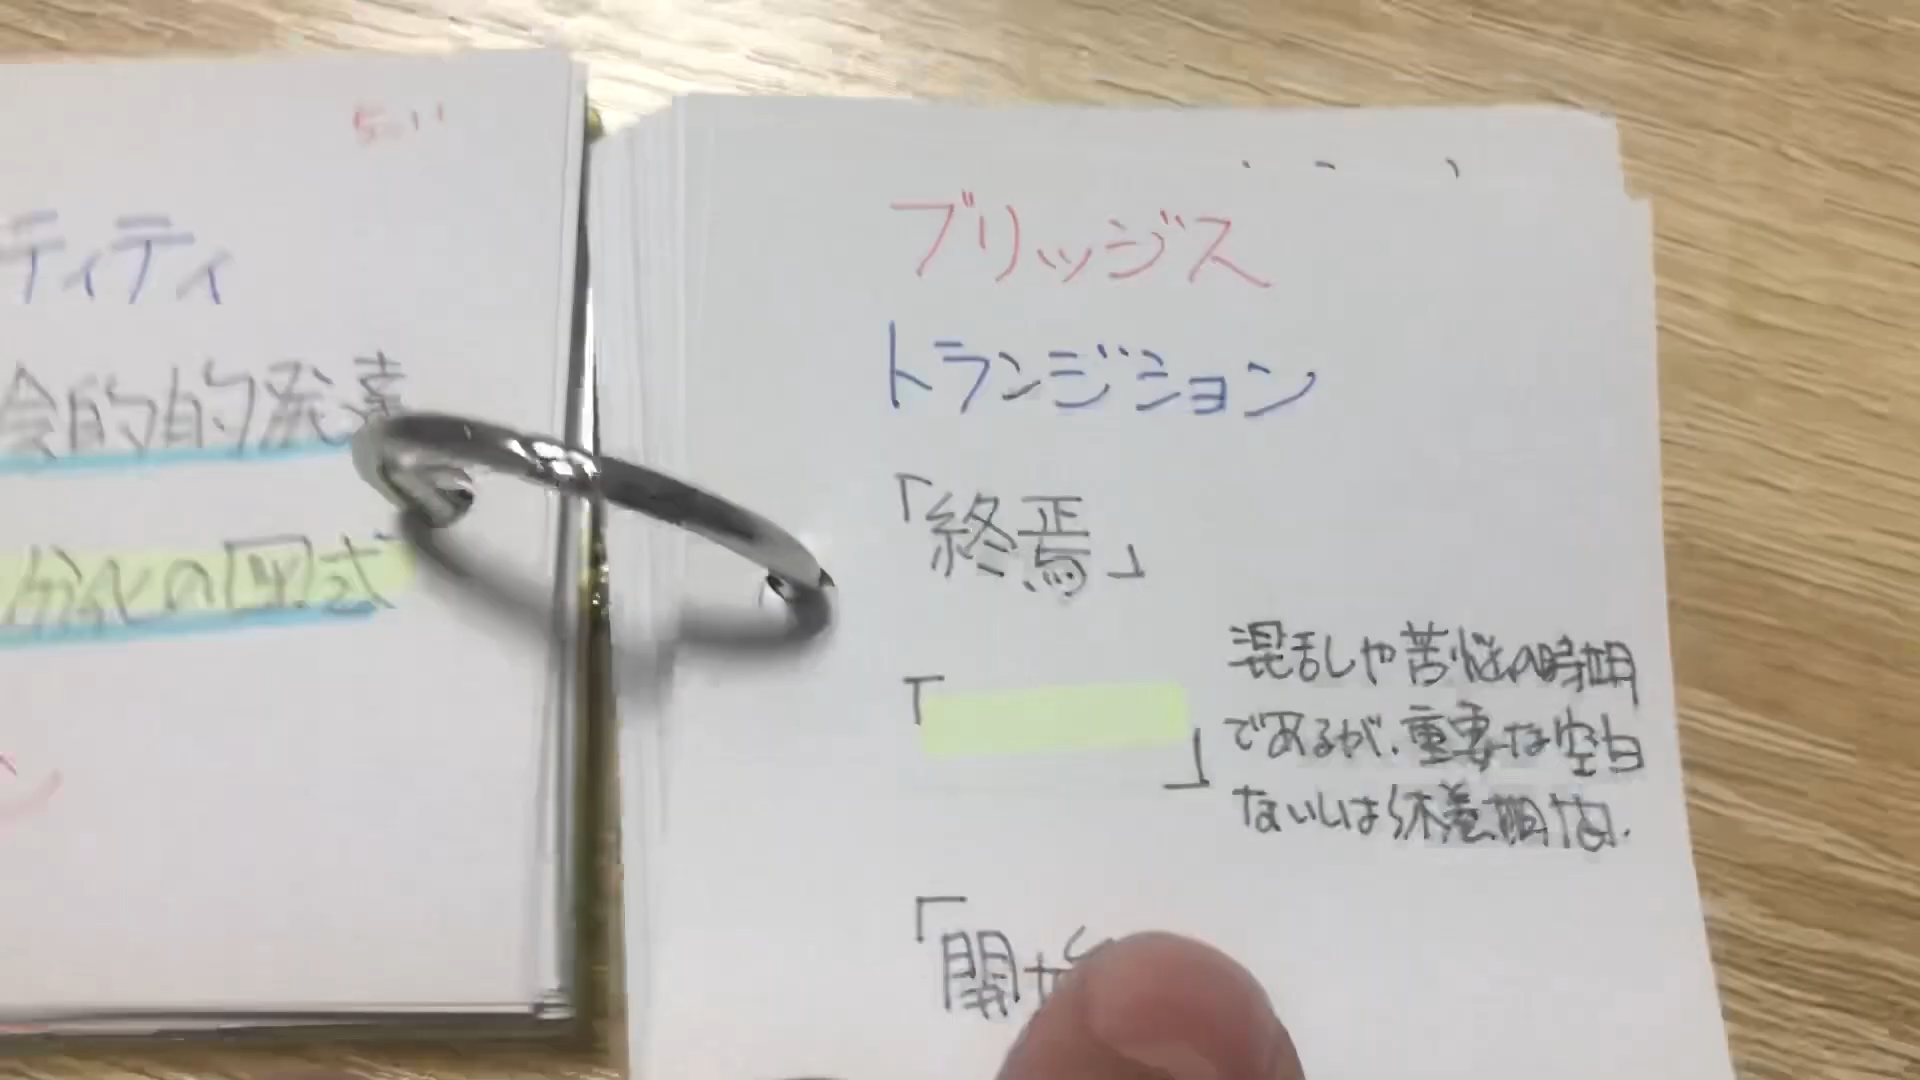 5-11
ティティ
会的的発達
分化の図式
ブリッジス
トランジション
「終焉」
「 」
混乱や苦悩の時期
であるが、重要な空白
ないしは休養期間.
「開始